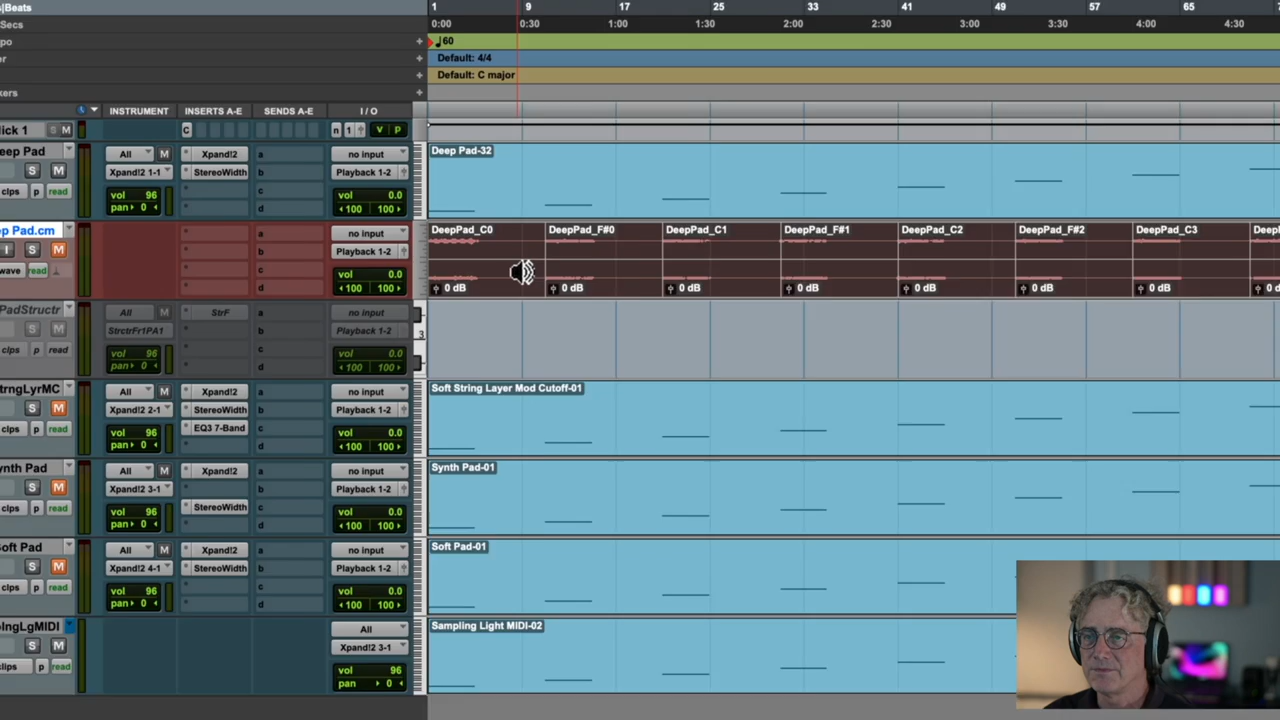 s|Beats 1 9 17 25 33 41 49 57 65
Secs 0:00 0:30 1:00 1:30 2:00 2:30 3:00 3:30 4:00 4:30
po + 60
er + Default: 4/4
+ Default: C major
kers +
INSTRUMENT INSERTS A-E SENDS A-E I / O
lick 1 S M C n 1 V P
eep Pad All M Xpand!2 a no input Deep Pad-32
S M Xpand!2 1-1 StereoWidth b Playback 1-2
clips p read vol 96 c vol 0.0
pan 0 d 100 100
ep Pad.cm a no input DeepPad_C0 DeepPad_F#0 DeepPad_C1 DeepPad_F#1 DeepPad_C2 DeepPad_F#2 DeepPad_C3 DeepI
I S M b Playback 1-2
wave read c vol 0.0
d 100 100 0 dB 0 dB 0 dB 0 dB 0 dB 0 dB 0 dB 0
PadStructr All M StrF a no input
S M StrctrFr1PA1 b Playback 1-2 3
clips p read vol 96 c vol 0.0
pan 0 d 100 100
trngLyrMC All M Xpand!2 a no input Soft String Layer Mod Cutoff-01
S M Xpand!2 2-1 StereoWidth b Playback 1-2
clips p read vol 96 EQ3 7-Band c vol 0.0
pan 0 d 100 100
ynth Pad All M Xpand!2 a no input Synth Pad-01
S M Xpand!2 3-1 b Playback 1-2
clips p read vol 96 StereoWidth c vol 0.0
pan 0 d 100 100
oft Pad All M Xpand!2 a no input Soft Pad-01
S M Xpand!2 4-1 StereoWidth b Playback 1-2
clips p read vol 96 c vol 0.0
pan 0 d 100 100
lngLgMIDI All Sampling Light MIDI-02
S M Xpand!2 3-1
clips p read vol 96
pan 0